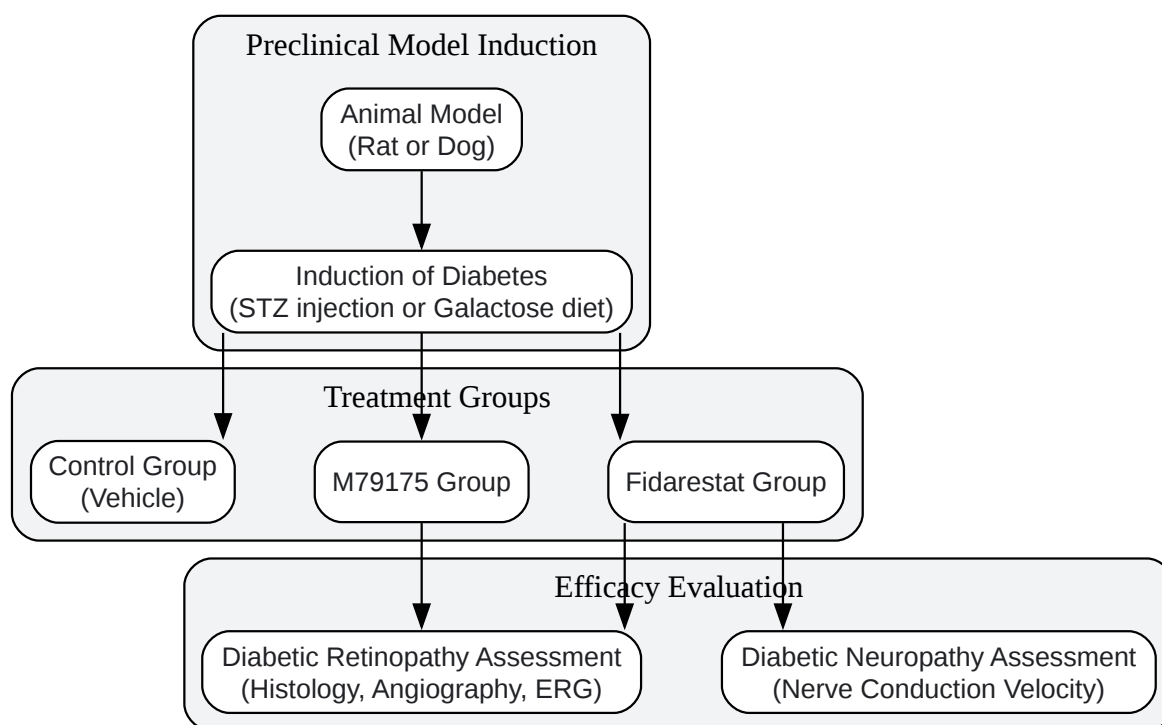 Preclinical Model Induction
Animal Model
(Rat or Dog)
Induction of Diabetes
(STZ injection or Galactose diet)
Treatment Groups
Control Group
(Vehicle)
M79175 Group
Fidarestat Group
Efficacy Evaluation
Diabetic Retinopathy Assessment
(Histology, Angiography, ERG)
Diabetic Neuropathy Assessment
(Nerve Conduction Velocity)